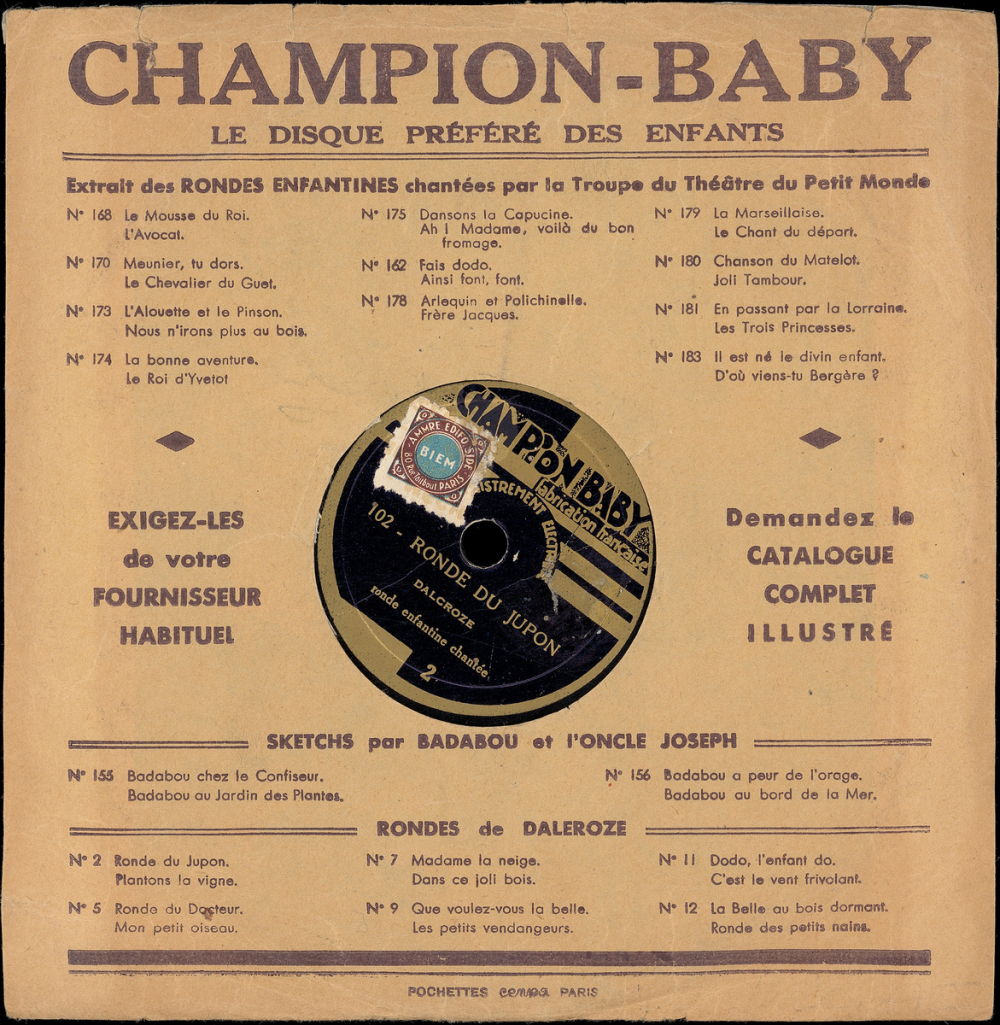 CHAMPION-BABY
LE DISQUE PRÉFÉRÉ DES ENFANTS
Extrait des RONDES ENFANTINES chantées par la Troupe du Théâtre du Petit Monde
N° 168 Le Mousse du Roi.
L'Avocat.
N° 170 Meunier, tu dors.
Le Chevalier du Guet.
N° 173 L'Alouette et le Pinson.
Nous n'irons plus au bois.
N° 174 La bonne aventure.
Le Roi d'Yvetot
N° 175 Dansons la Capucine.
Ah ! Madame, voilà du bon
fromage.
N° 162 Fais dodo.
Ainsi font, font.
N° 178 Arlequin et Polichinelle.
Frère Jacques.
N° 179 La Marseillaise.
Le Chant du départ.
N° 180 Chanson du Matelot.
Joli Tambour.
N° 181 En passant par la Lorraine.
Les Trois Princesses.
N° 183 Il est né le divin enfant.
D'où viens-tu Bergère ?
EXIGEZ-LES
de votre
FOURNISSEUR
HABITUEL
CHAMPION BABY
Fabrication française
ISTREMENT ELECTRIQUE
AMMRE EDIFO SIDE
BIEM
80 Rue Taitbout PARIS
102 - RONDE DU JUPON
DALCROZE
ronde enfantine chantée
2
Demandez le
CATALOGUE
COMPLET
ILLUSTRÉ
SKETCHS par BADABOU et l'ONCLE JOSEPH
N° 155 Badabou chez le Confiseur.
Badabou au Jardin des Plantes.
N° 156 Badabou a peur de l'orage.
Badabou au bord de la Mer.
RONDES de DALEROZE
N° 2 Ronde du Jupon.
Plantons la vigne.
N° 5 Ronde du Docteur.
Mon petit oiseau.
N° 7 Madame la neige.
Dans ce joli bois.
N° 9 Que voulez-vous la belle.
Les petits vendangeurs.
N° 11 Dodo, l'enfant do.
C'est le vent frivolant.
N° 12 La Belle au bois dormant.
Ronde des petits nains.
POCHETTES cenpa PARIS